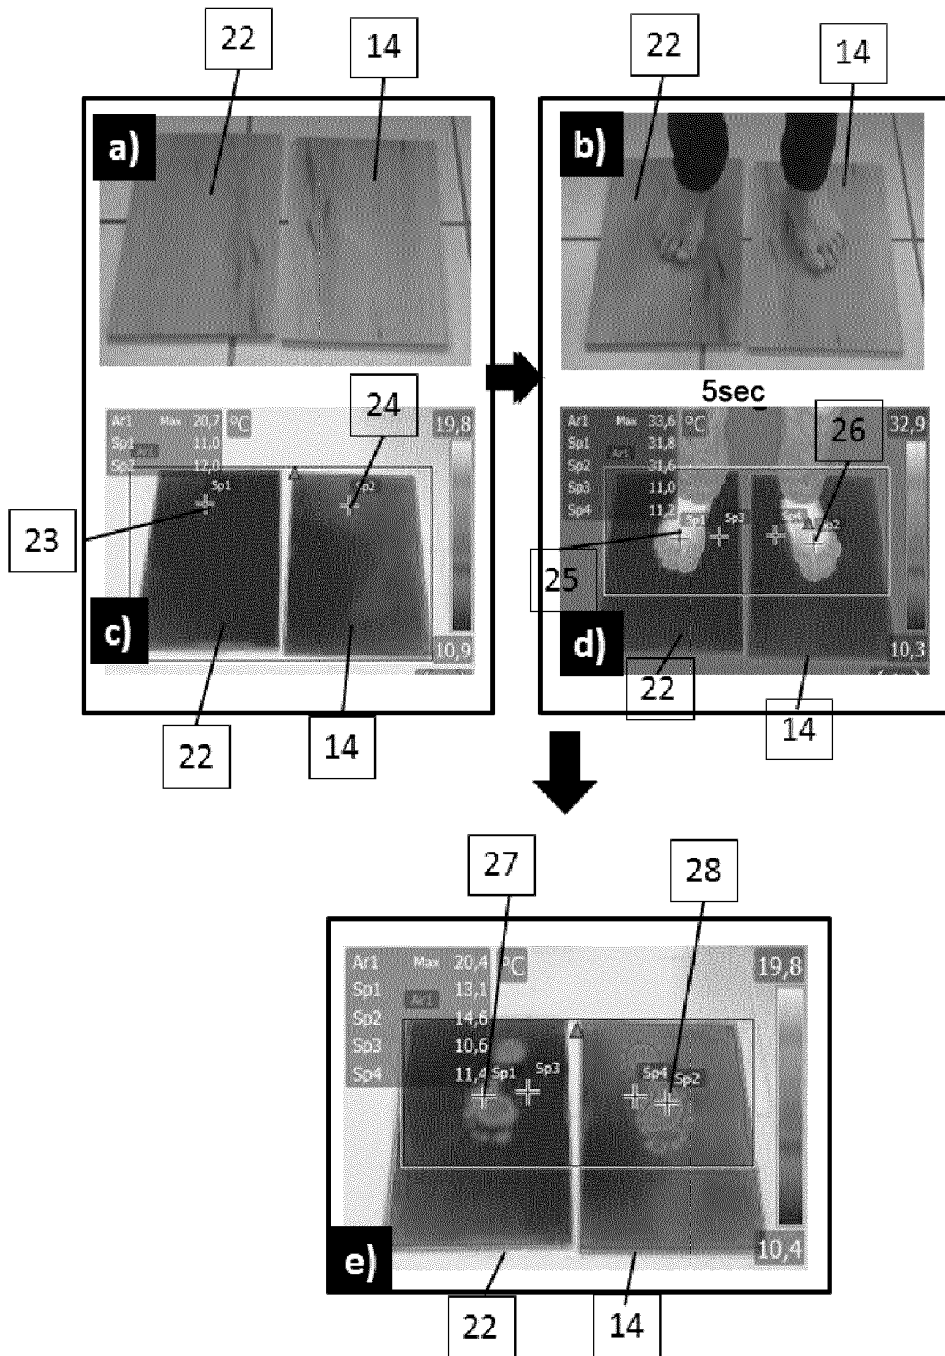 22
14
22
14
a)
b)
5sec
24
Ar1 Max 20,7 °C 19,8
Sp1 11,0
Sp2 12,0
Ar1
Sp1
Sp2
23
c)
10,9
22
14
Ar1 Max 33,6 °C 32,9
Sp1 31,8
Sp2 31,6
Sp3 11,0
Sp4 11,2
Ar1
26
Sp1
Sp3
Sp4
25
d)
10,3
22
14
27
28
Ar1 Max 20,4 °C 19,8
Sp1 13,1
Sp2 14,6
Sp3 10,6
Sp4 11,4
Ar1
Sp1
Sp3
Sp4
Sp2
e)
10,4
22
14